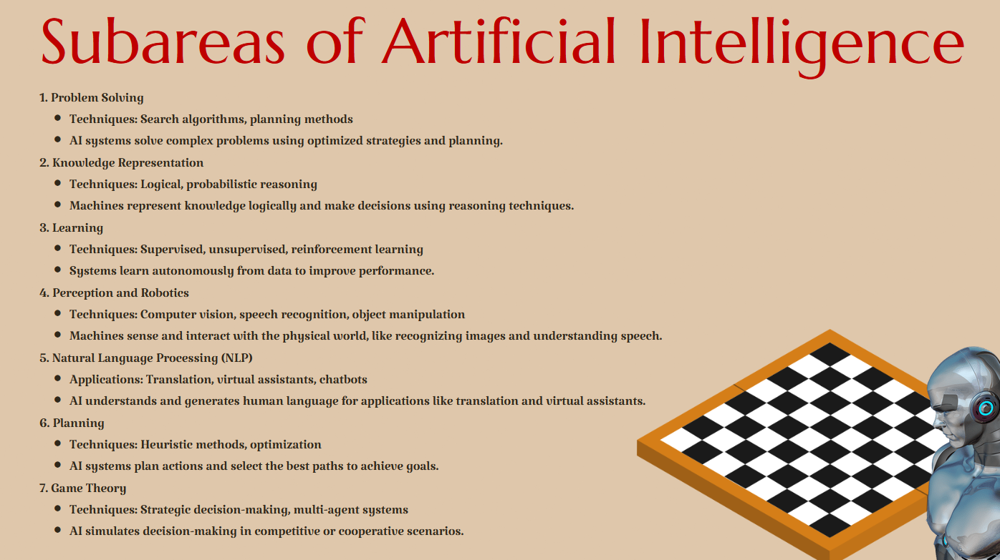 Subareas of Artificial Intelligence
1. Problem Solving
● Techniques: Search algorithms, planning methods
● AI systems solve complex problems using optimized strategies and planning.
2. Knowledge Representation
● Techniques: Logical, probabilistic reasoning
● Machines represent knowledge logically and make decisions using reasoning techniques.
3. Learning
● Techniques: Supervised, unsupervised, reinforcement learning
● Systems learn autonomously from data to improve performance.
4. Perception and Robotics
● Techniques: Computer vision, speech recognition, object manipulation
● Machines sense and interact with the physical world, like recognizing images and understanding speech.
5. Natural Language Processing (NLP)
● Applications: Translation, virtual assistants, chatbots
● AI understands and generates human language for applications like translation and virtual assistants.
6. Planning
● Techniques: Heuristic methods, optimization
● AI systems plan actions and select the best paths to achieve goals.
7. Game Theory
● Techniques: Strategic decision-making, multi-agent systems
● AI simulates decision-making in competitive or cooperative scenarios.